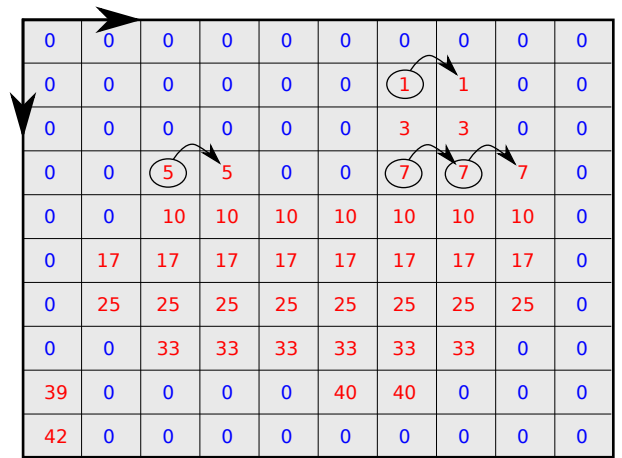 0 0 0 0 0 0 0 0 0 0
0 0 0 0 0 0 1 1 0 0
0 0 0 0 0 0 3 3 0 0
0 0 5 5 0 0 7 7 7 0
0 0 10 10 10 10 10 10 10 0
0 17 17 17 17 17 17 17 17 0
0 25 25 25 25 25 25 25 25 0
0 0 33 33 33 33 33 33 0 0
39 0 0 0 0 40 40 0 0 0
42 0 0 0 0 0 0 0 0 0